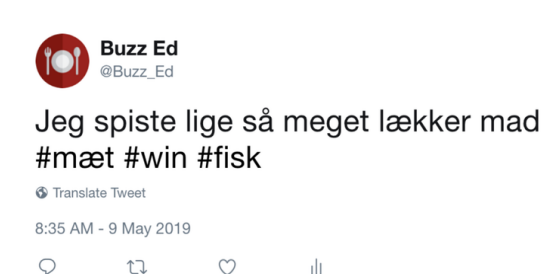 Buzz Ed
@Buzz_Ed
Jeg spiste lige så meget lækker mad
#mæt #win #fisk
Translate Tweet
8:35 AM - 9 May 2019